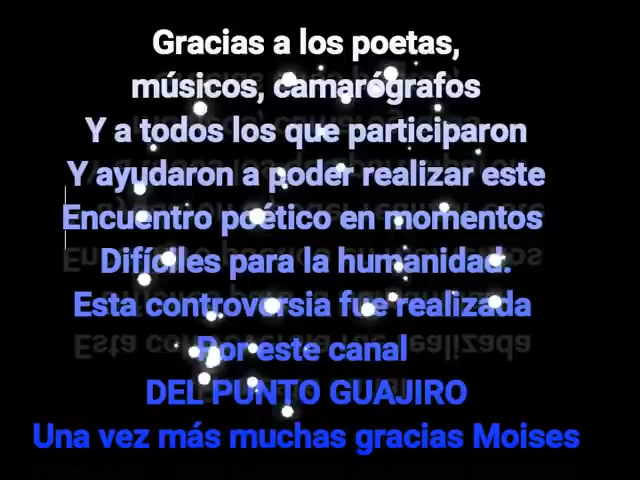 Gracias a los poetas,
músicos, camarógrafos
Y a todos los que participaron
Y ayudaron a poder realizar este
Encuentro poético en momentos
Difíciles para la humanidad.
Esta controversia fue realizada
Por este canal
DEL PUNTO GUAJIRO
Una vez más muchas gracias Moises